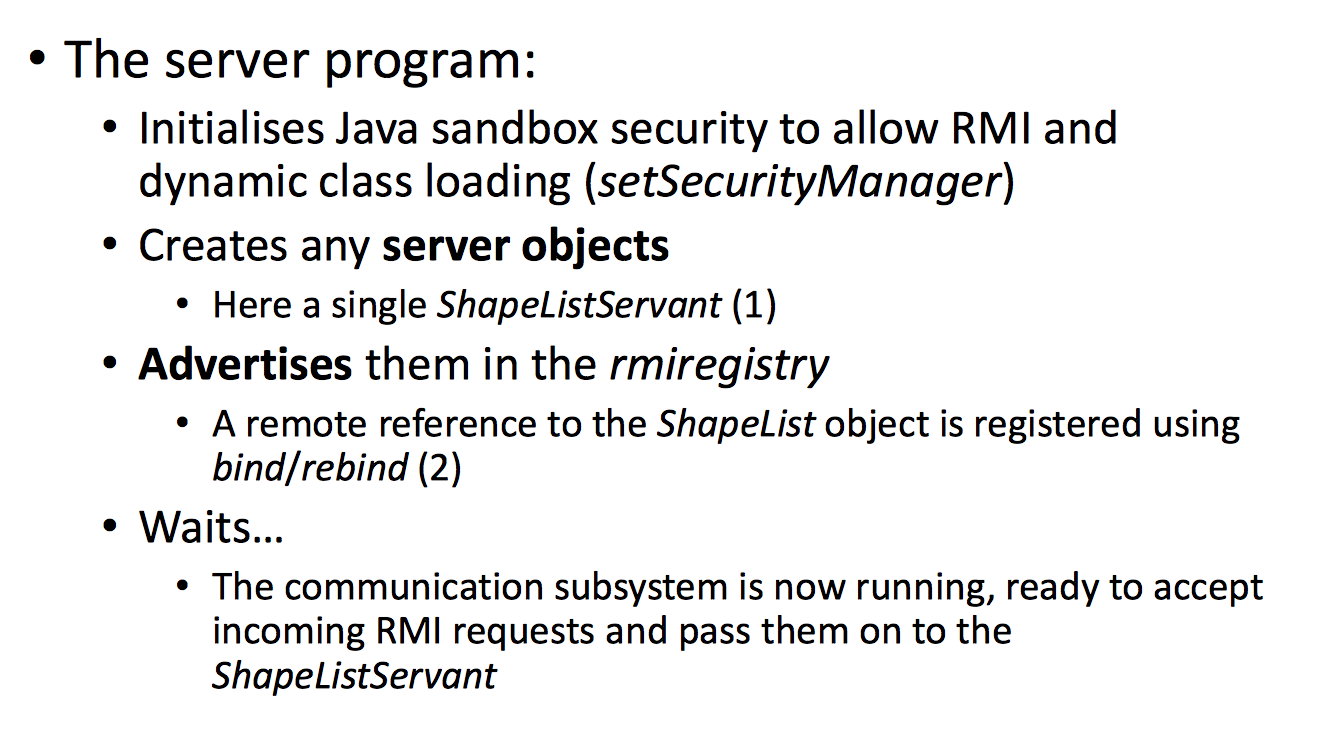 • The server program:
• Initialises Java sandbox security to allow RMI and
dynamic class loading (setSecurityManager)
• Creates any server objects
• Here a single ShapeListServant (1)
• Advertises them in the rmiregistry
• A remote reference to the ShapeList object is registered using
bind/rebind (2)
• Waits…
• The communication subsystem is now running, ready to accept
incoming RMI requests and pass them on to the
ShapeListServant